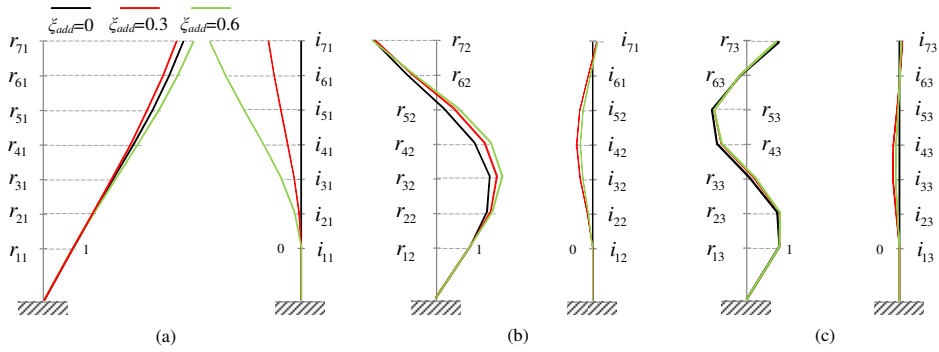 ξadd=0 ξadd=0.3 ξadd=0.6
r71 i71 r72 i71 r73 i73
r61 i61 r62 i61 r63 i63
r51 i51 r52 i52 r53 i53
r41 i41 r42 i42 r43 i43
r31 i31 r32 i32 r33 i33
r21 i21 r22 i22 r23 i23
r11 1 0 i11 r12 1 0 i12 r13 1 0 i13
(a) (b) (c)